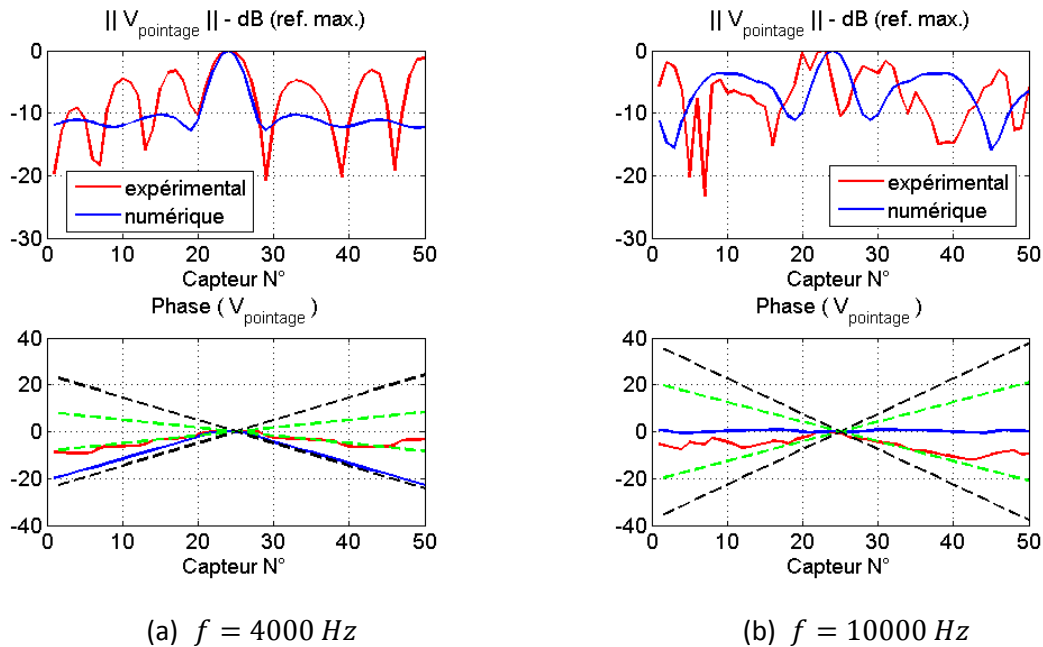 || V_pointage || - dB (ref. max.)
0
-10
-20
-30
expérimental
numérique
0 10 20 30 40 50
Capteur N°
Phase ( V_pointage )
40
20
0
-20
-40
0 10 20 30 40 50
Capteur N°
(a) f = 4000 Hz
|| V_pointage || - dB (ref. max.)
0
-10
-20
-30
expérimental
numérique
0 10 20 30 40 50
Capteur N°
Phase ( V_pointage )
40
20
0
-20
-40
0 10 20 30 40 50
Capteur N°
(b) f = 10000 Hz